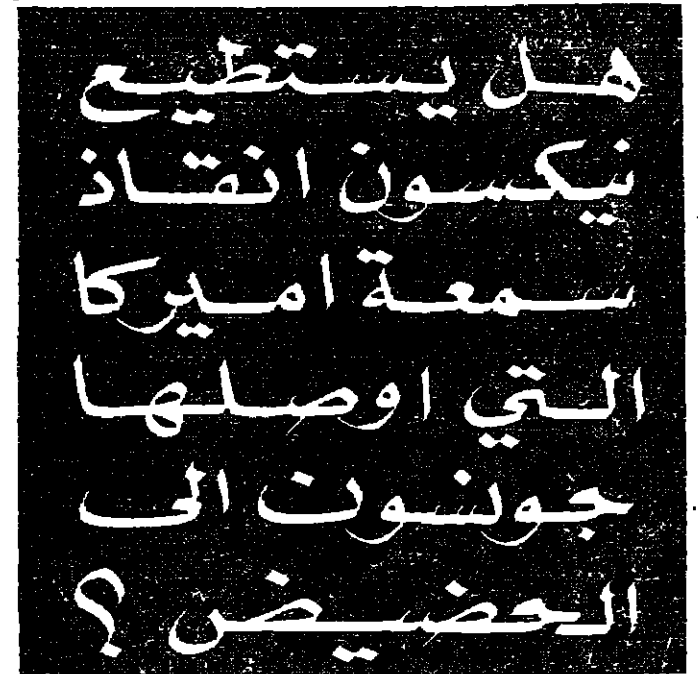 هل يستطيع
نيكسون انقاذ
سمعة اميركا
التي اوصلها
جونسون الى
الحضيض ؟